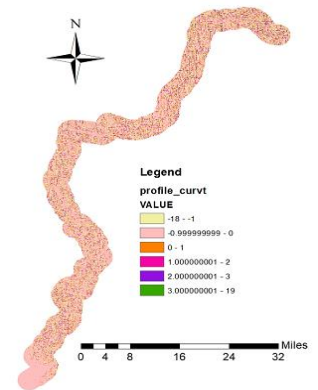 N
Legend
profile_curvt
VALUE
-18 - -1
-0.999999999 - 0
0 - 1
1.000000001 - 2
2.000000001 - 3
3.000000001 - 19
Miles
0 4 8 16 24 32